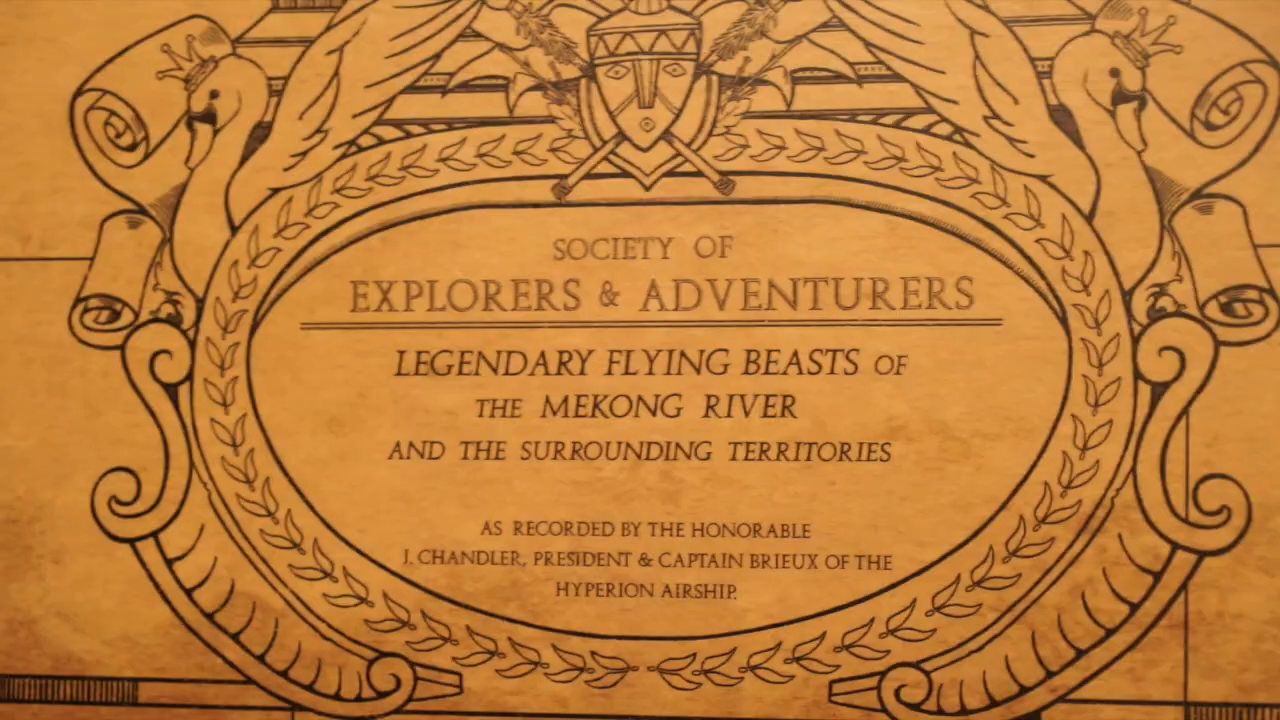 SOCIETY OF
EXPLORERS & ADVENTURERS
LEGENDARY FLYING BEASTS OF
THE MEKONG RIVER
AND THE SURROUNDING TERRITORIES
AS RECORDED BY THE HONORABLE
J. CHANDLER, PRESIDENT & CAPTAIN BRIEUX OF THE
HYPERION AIRSHIP.